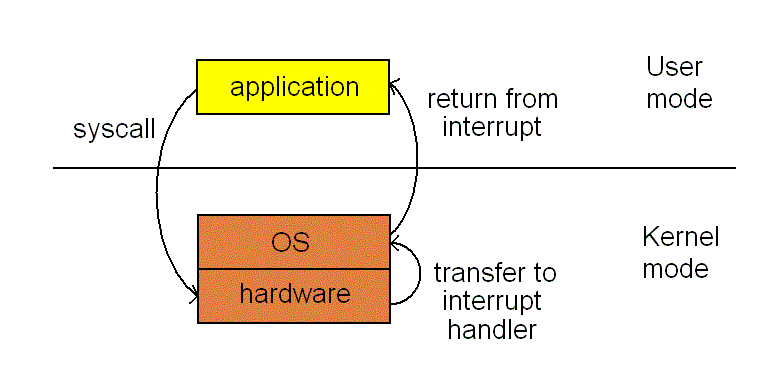 application
User
mode
syscall
return from
interrupt
OS
hardware
Kernel
mode
transfer to
interrupt
handler